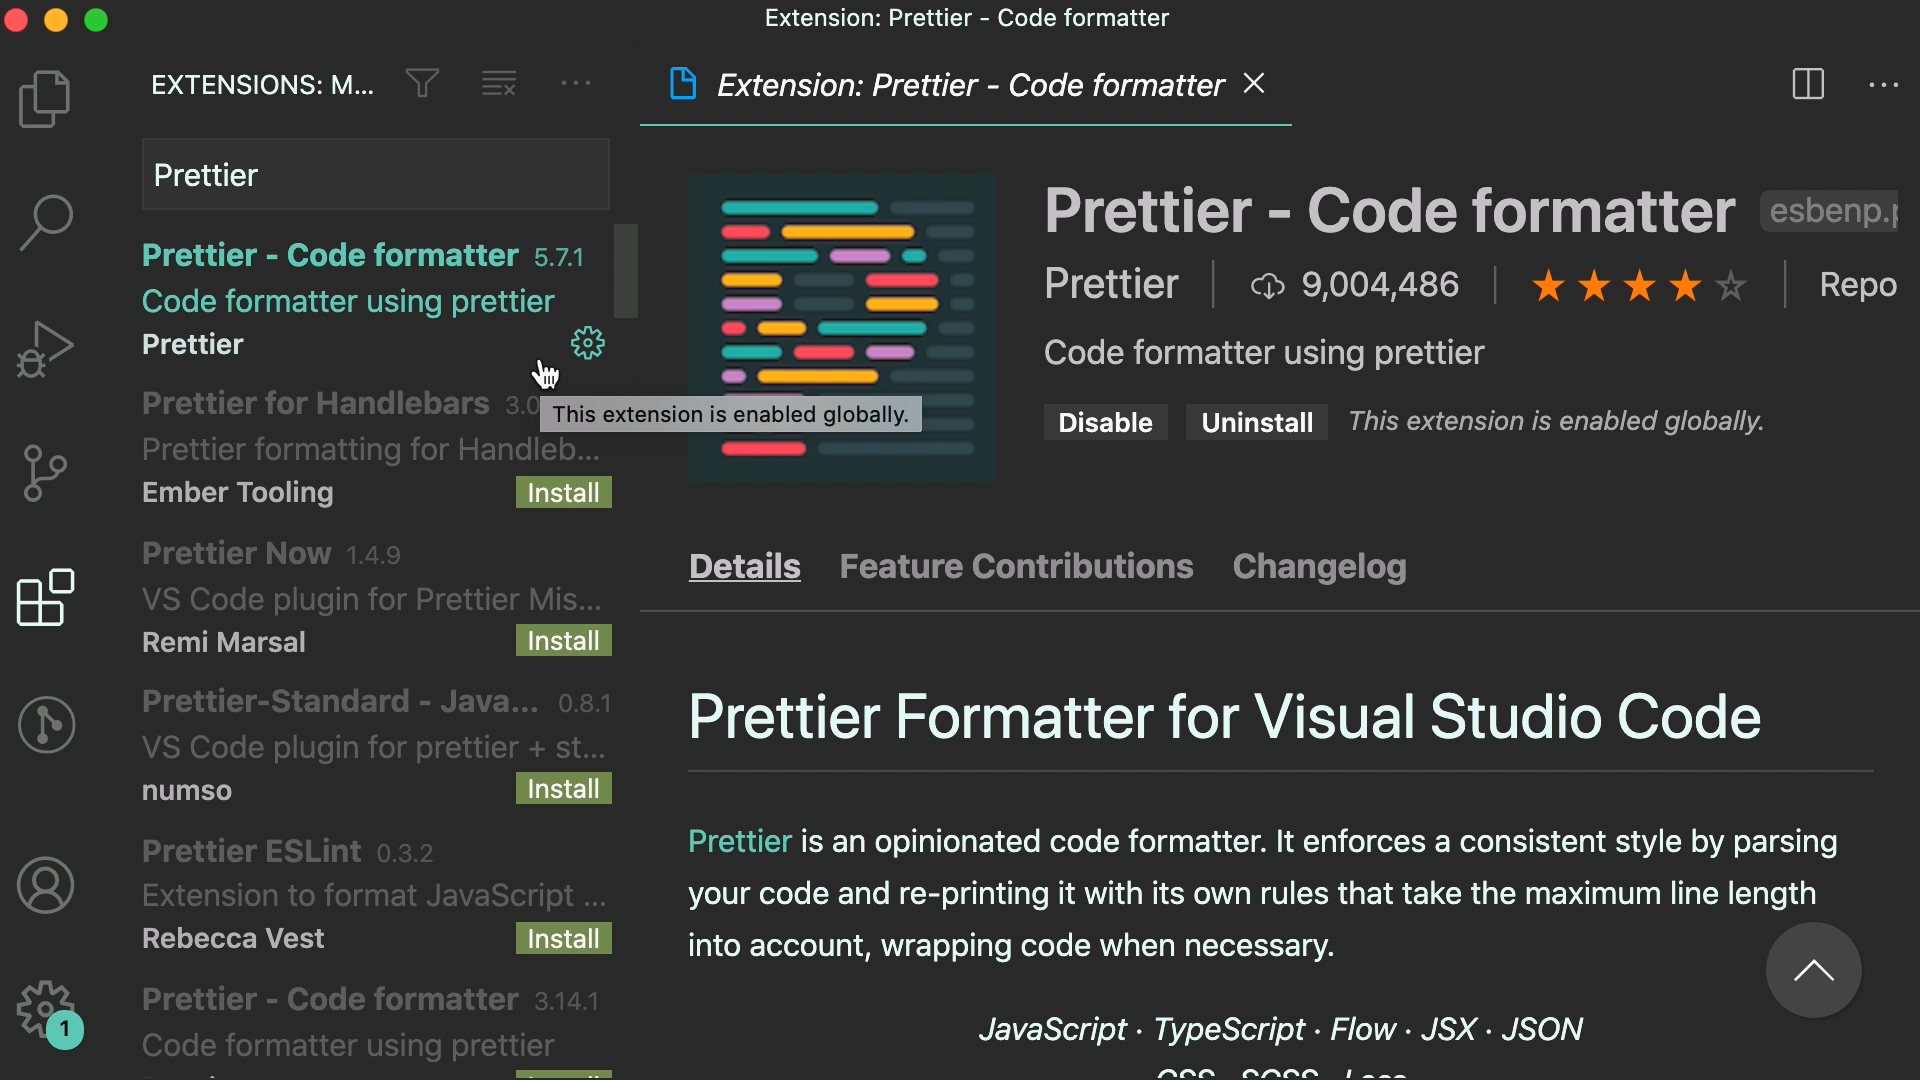 Extension: Prettier - Code formatter
EXTENSIONS: M...
Extension: Prettier - Code formatter
Prettier
Prettier - Code formatter 5.7.1
Code formatter using prettier
Prettier
Prettier for Handlebars 3.0
This extension is enabled globally.
Prettier formatting for Handleb...
Ember Tooling Install
Prettier Now 1.4.9
VS Code plugin for Prettier Mis...
Remi Marsal Install
Prettier-Standard - Java... 0.8.1
VS Code plugin for prettier + st...
numso Install
Prettier ESLint 0.3.2
Extension to format JavaScript ...
Rebecca Vest Install
Prettier - Code formatter 3.14.1
Code formatter using prettier
1
Prettier - Code formatter esbenp.
Prettier 9,004,486 Repo
Code formatter using prettier
Disable Uninstall This extension is enabled globally.
Details Feature Contributions Changelog
Prettier Formatter for Visual Studio Code
Prettier is an opinionated code formatter. It enforces a consistent style by parsing
your code and re-printing it with its own rules that take the maximum line length
into account, wrapping code when necessary.
JavaScript · TypeScript · Flow · JSX · JSON
CSS · SCSS · Less